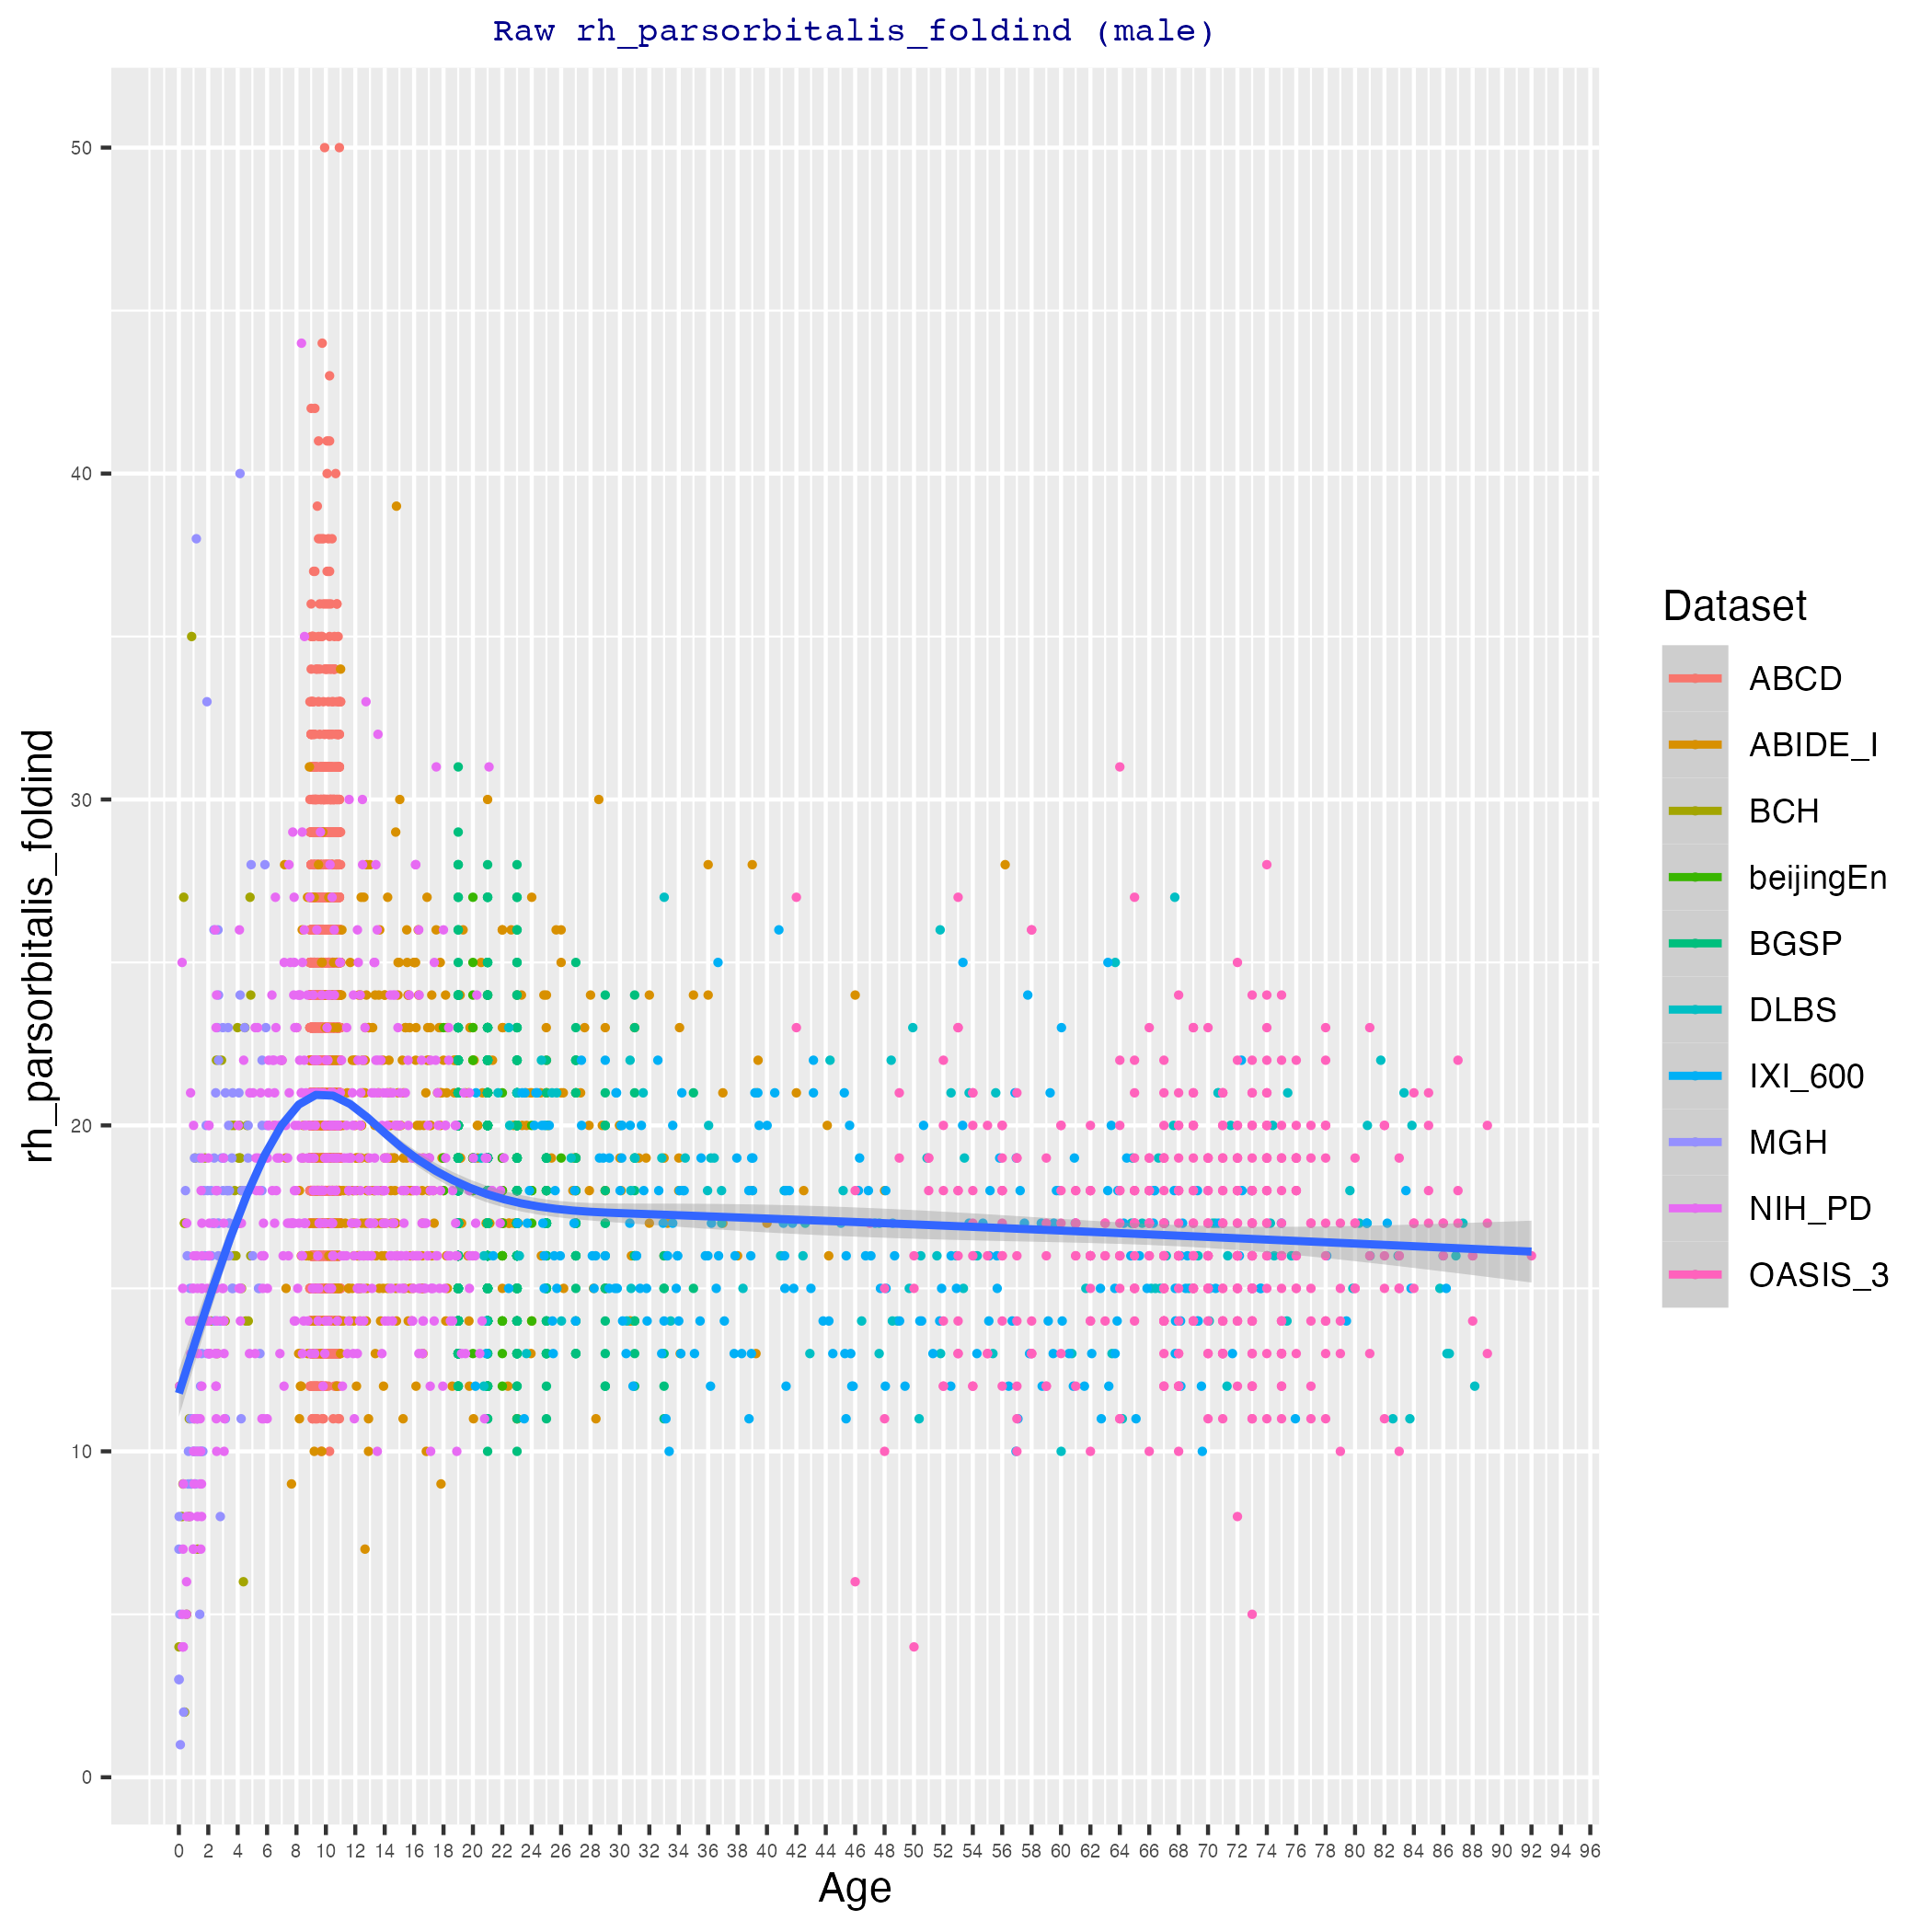 Raw rh_parsorbitalis_foldind (male)
rh_parsorbitalis_foldind
50
40
30
20
10
0
0 2 4 6 8 10 12 14 16 18 20 22 24 26 28 30 32 34 36 38 40 42 44 46 48 50 52 54 56 58 60 62 64 66 68 70 72 74 76 78 80 82 84 86 88 90 92 94 96
Age
Dataset
ABCD
ABIDE_I
BCH
beijingEn
BGSP
DLBS
IXI_600
MGH
NIH_PD
OASIS_3